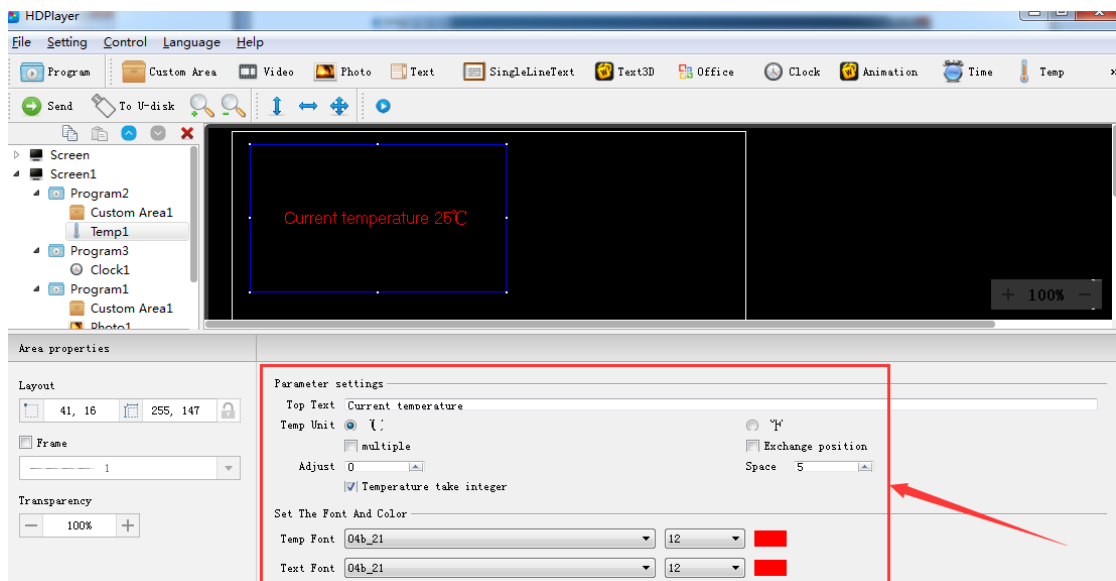 HDPlayer
File Setting Control Language Help
Program Custom Area Video Photo Text SingleLineText Text3D Office Clock Animation Time Temp »
Send To U-disk
Screen
Screen1
Program2
Custom Area1
Temp1
Program3
Clock1
Program1
Custom Area1
Photo1
Current temperature 25℃
+ 100% −
Area properties
Layout
41, 16 255, 147
Frame
1
Transparency
— 100% +
Parameter settings
Top Text Current temperature
Temp Unit ℃ ℉
multiple Exchange position
Adjust 0 Space 5
Temperature take integer
Set The Font And Color
Temp Font 04b_21 12
Text Font 04b_21 12